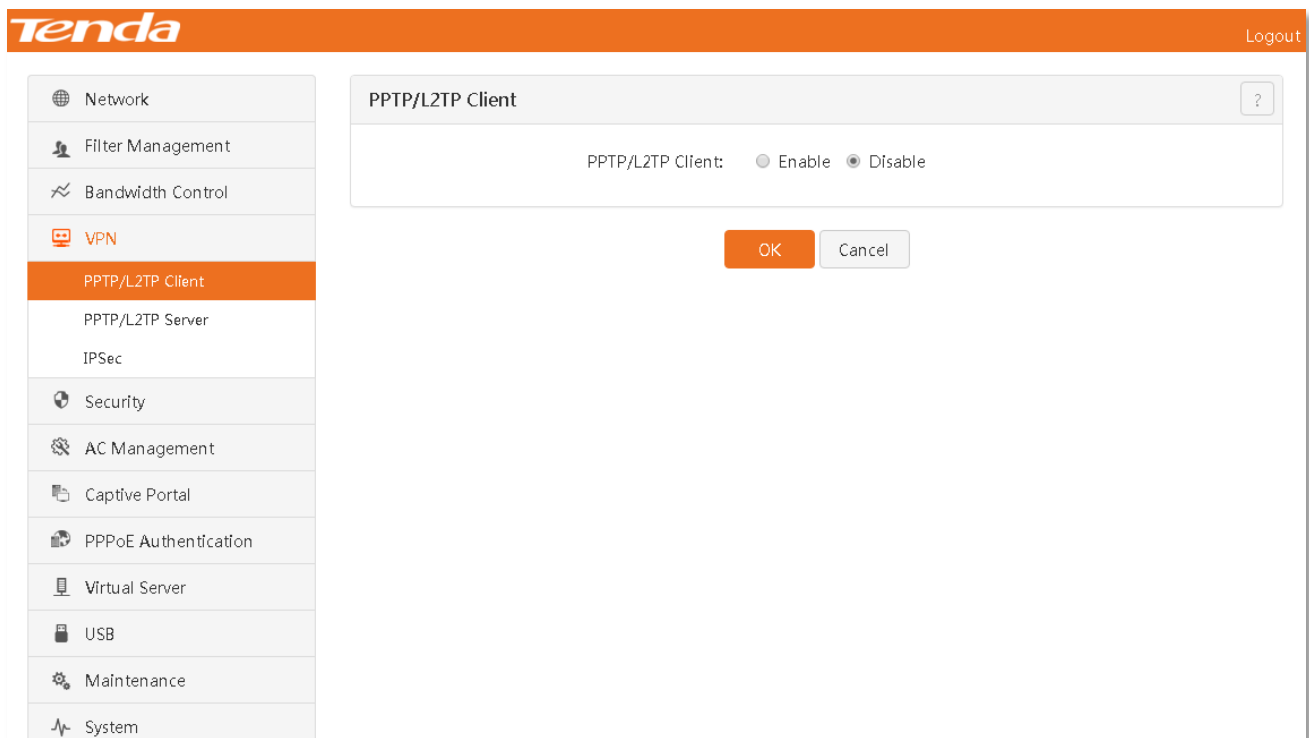 Tenda
Logout
Network
Filter Management
Bandwidth Control
VPN
PPTP/L2TP Client
PPTP/L2TP Server
IPSec
Security
AC Management
Captive Portal
PPPoE Authentication
Virtual Server
USB
Maintenance
System
PPTP/L2TP Client
?
PPTP/L2TP Client: Enable Disable
OK Cancel